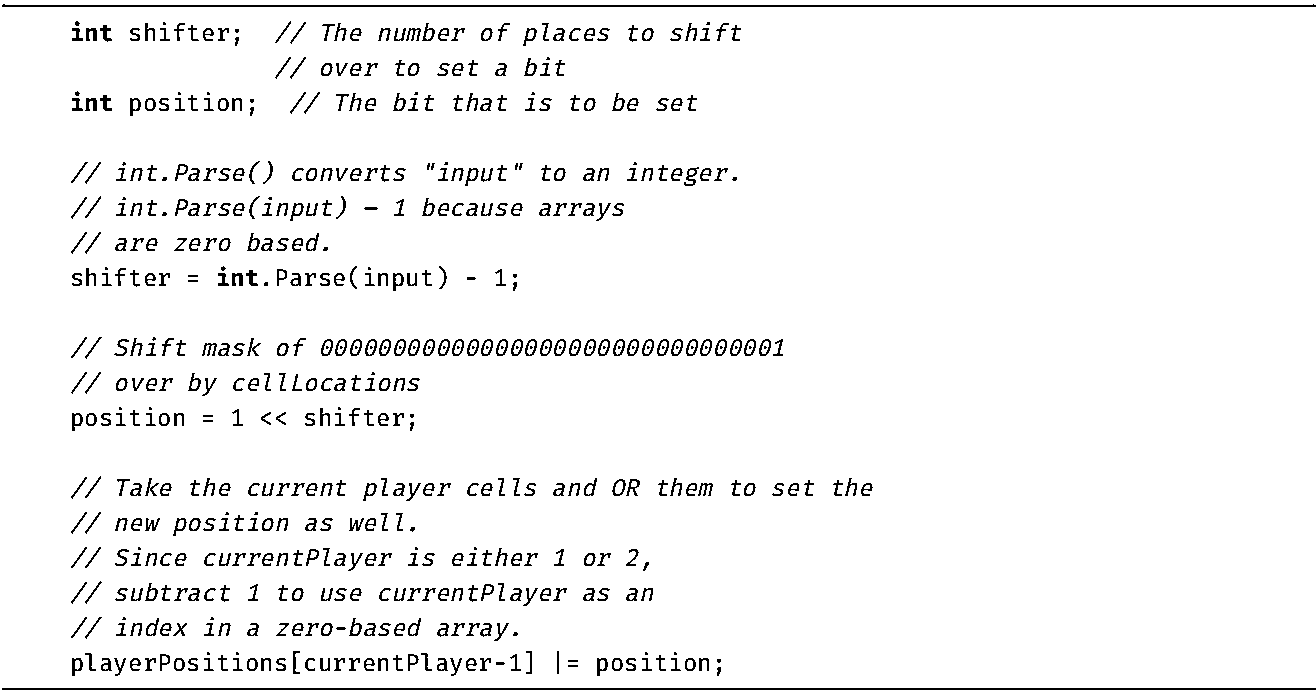 int shifter;  // The number of places to shift
// over to set a bit
int position;  // The bit that is to be set
// int.Parse() converts "input" to an integer.
// int.Parse(input) – 1 because arrays
// are zero based.
shifter = int.Parse(input) - 1;
// Shift mask of 00000000000000000000000000000001
// over by cellLocations
position = 1 << shifter;
// Take the current player cells and OR them to set the
// new position as well.
// Since currentPlayer is either 1 or 2,
// subtract 1 to use currentPlayer as an
// index in a zero-based array.
playerPositions[currentPlayer-1] |= position;